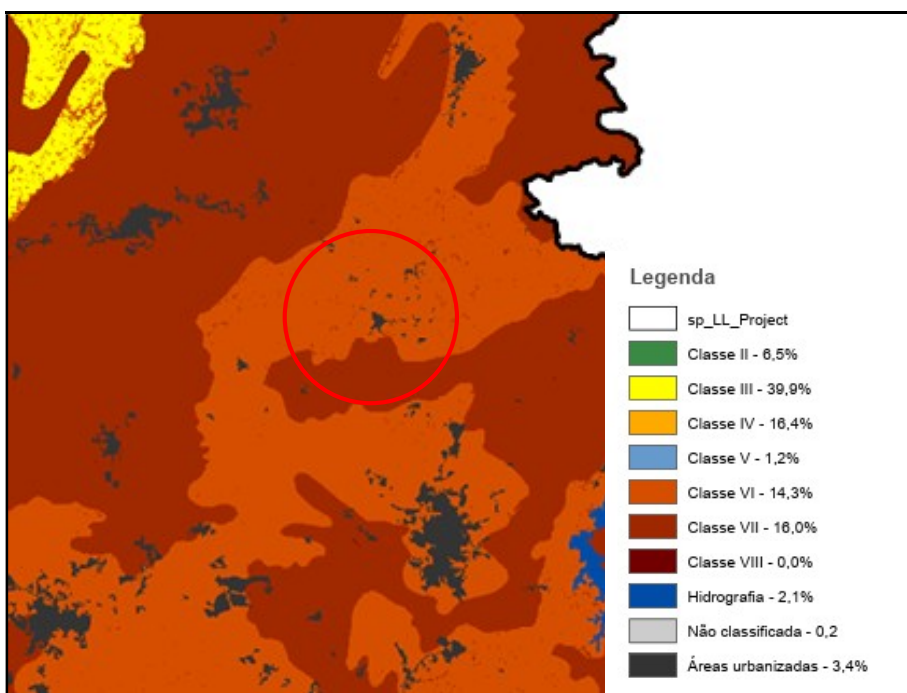 Legenda
sp_LL_Project
Classe II - 6,5%
Classe III - 39,9%
Classe IV - 16,4%
Classe V - 1,2%
Classe VI - 14,3%
Classe VII - 16,0%
Classe VIII - 0,0%
Hidrografia - 2,1%
Não classificada - 0,2
Áreas urbanizadas - 3,4%